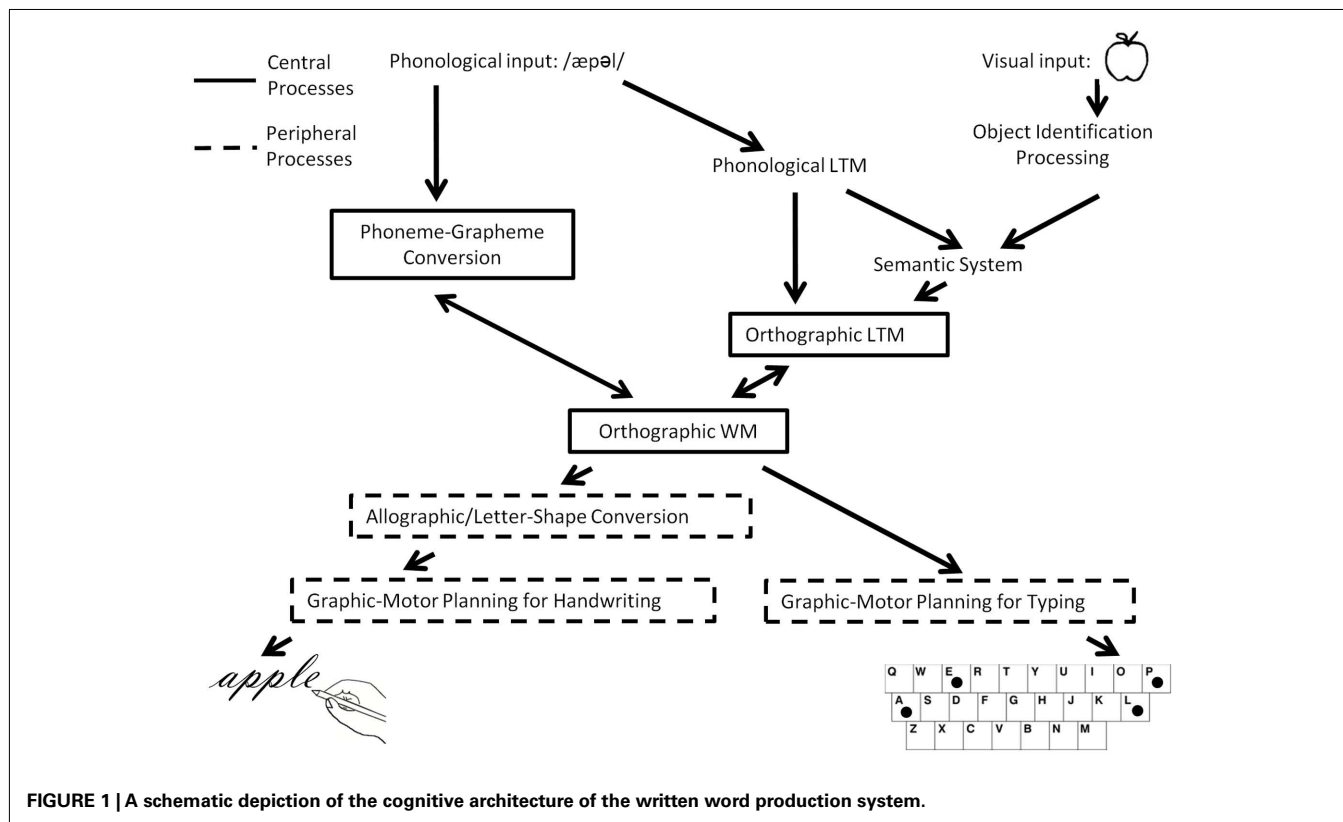 Central
Processes
Peripheral
Processes
Phonological input: /æpəl/
Visual input:
Object Identification
Processing
Phonological LTM
Phoneme-Grapheme
Conversion
Semantic System
Orthographic LTM
Orthographic WM
Allographic/Letter-Shape Conversion
Graphic-Motor Planning for Handwriting
Graphic-Motor Planning for Typing
apple
Q W E R T Y U I O P
A S D F G H J K L
Z X C V B N M
FIGURE 1 | A schematic depiction of the cognitive architecture of the written word production system.